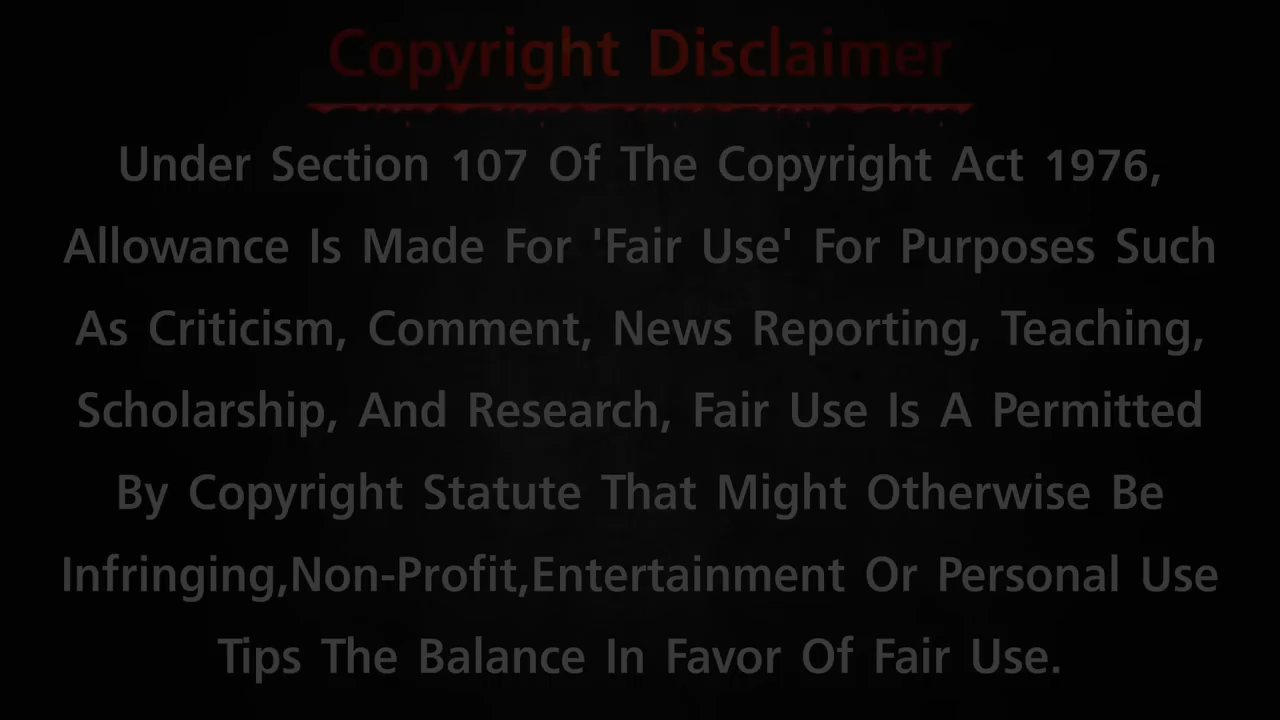 Copyright Disclaimer
Under Section 107 Of The Copyright Act 1976,
Allowance Is Made For 'Fair Use' For Purposes Such
As Criticism, Comment, News Reporting, Teaching,
Scholarship, And Research, Fair Use Is A Permitted
By Copyright Statute That Might Otherwise Be
Infringing,Non-Profit,Entertainment Or Personal Use
Tips The Balance In Favor Of Fair Use.